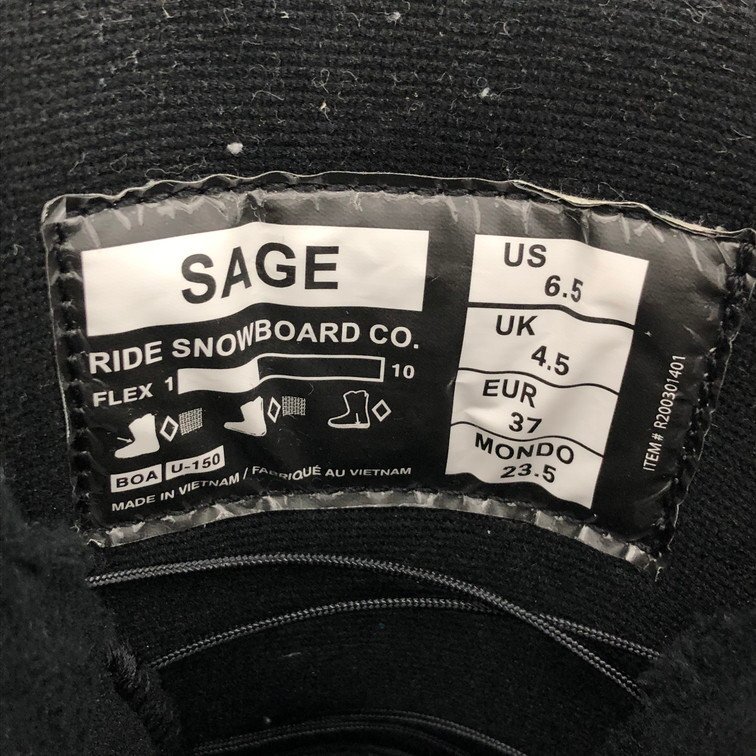 SAGE
RIDE SNOWBOARD CO.
FLEX 1 10
BOA U-150
MADE IN VIETNAM / FABRIQUÉ AU VIETNAM
US
6.5
UK
4.5
EUR
37
MONDO
23.5
ITEM# R200301401